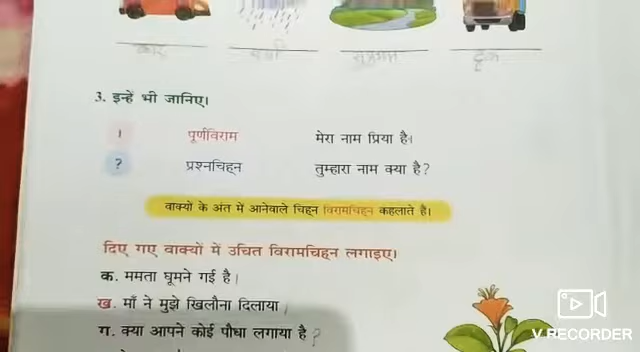 कार
ट्रक
3. इन्हें भी जानिए।
। पूर्णविराम मेरा नाम प्रिया है।
? प्रश्नचिह्न तुम्हारा नाम क्या है?
वाक्यों के अंत में आनेवाले चिह्न विरामचिह्न कहलाते हैं।
दिए गए वाक्यों में उचित विरामचिह्न लगाइए।
क. ममता घूमने गई है।
ख. माँ ने मुझे खिलौना दिलाया।
ग. क्या आपने कोई पौधा लगाया है?
V RECORDER